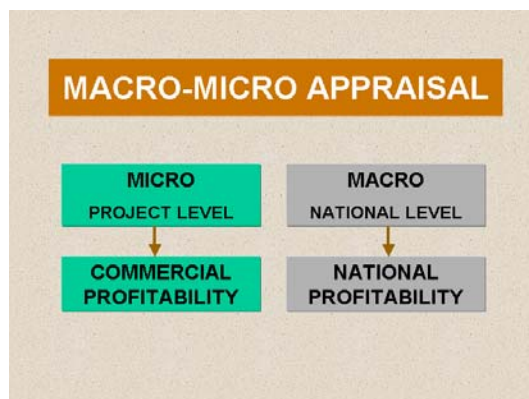 MACRO-MICRO APPRAISAL
MICRO
PROJECT LEVEL
COMMERCIAL
PROFITABILITY
MACRO
NATIONAL LEVEL
NATIONAL
PROFITABILITY